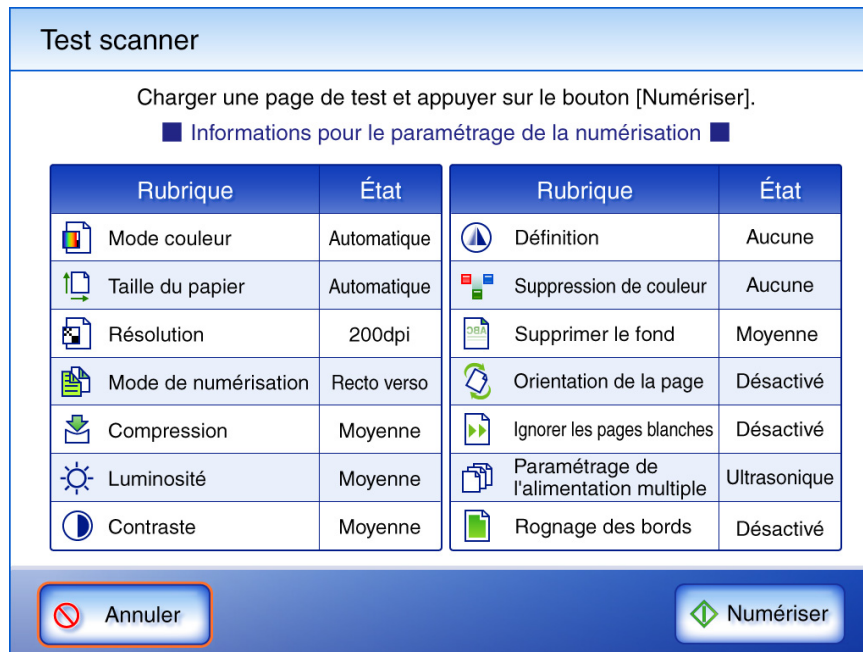 Test scanner
Charger une page de test et appuyer sur le bouton [Numériser].
Informations pour le paramétrage de la numérisation
Rubrique État
Mode couleur Automatique
Taille du papier Automatique
Résolution 200dpi
Mode de numérisation Recto verso
Compression Moyenne
Luminosité Moyenne
Contraste Moyenne
Rubrique État
Définition Aucune
Suppression de couleur Aucune
ABC
Supprimer le fond Moyenne
Orientation de la page Désactivé
Ignorer les pages blanches Désactivé
Paramétrage de
l'alimentation multiple Ultrasonique
Rognage des bords Désactivé
Annuler
Numériser